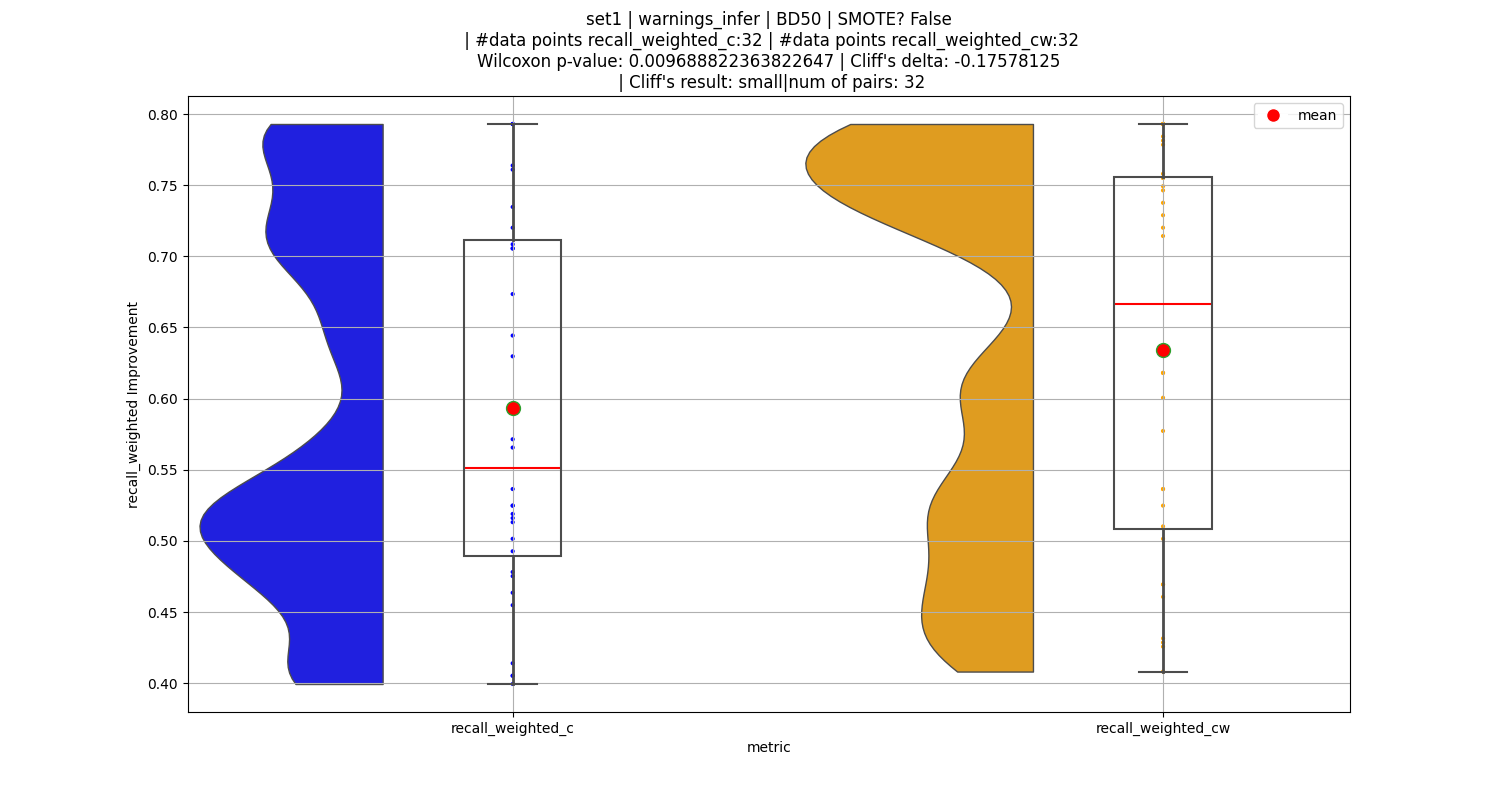 set1 | warnings_infer | BD50 | SMOTE? False
| #data points recall_weighted_c:32 | #data points recall_weighted_cw:32
Wilcoxon p-value: 0.009688822363822647 | Cliff's delta: -0.17578125
| Cliff's result: small|num of pairs: 32
mean
0.80
0.75
0.70
0.65
0.60
0.55
0.50
0.45
0.40
recall_weighted Improvement
recall_weighted_c
recall_weighted_cw
metric